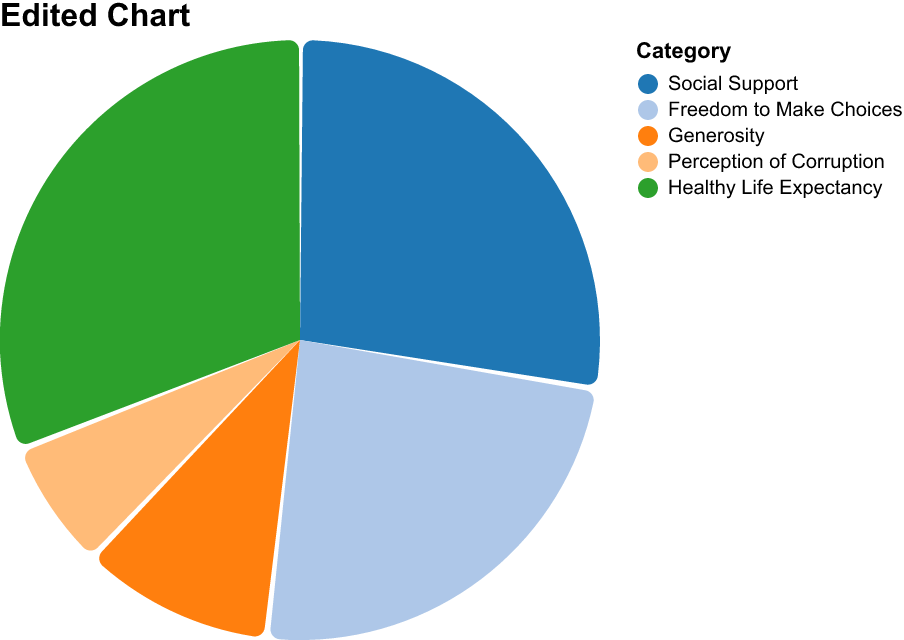 Edited Chart
Category
Social Support
Freedom to Make Choices
Generosity
Perception of Corruption
Healthy Life Expectancy